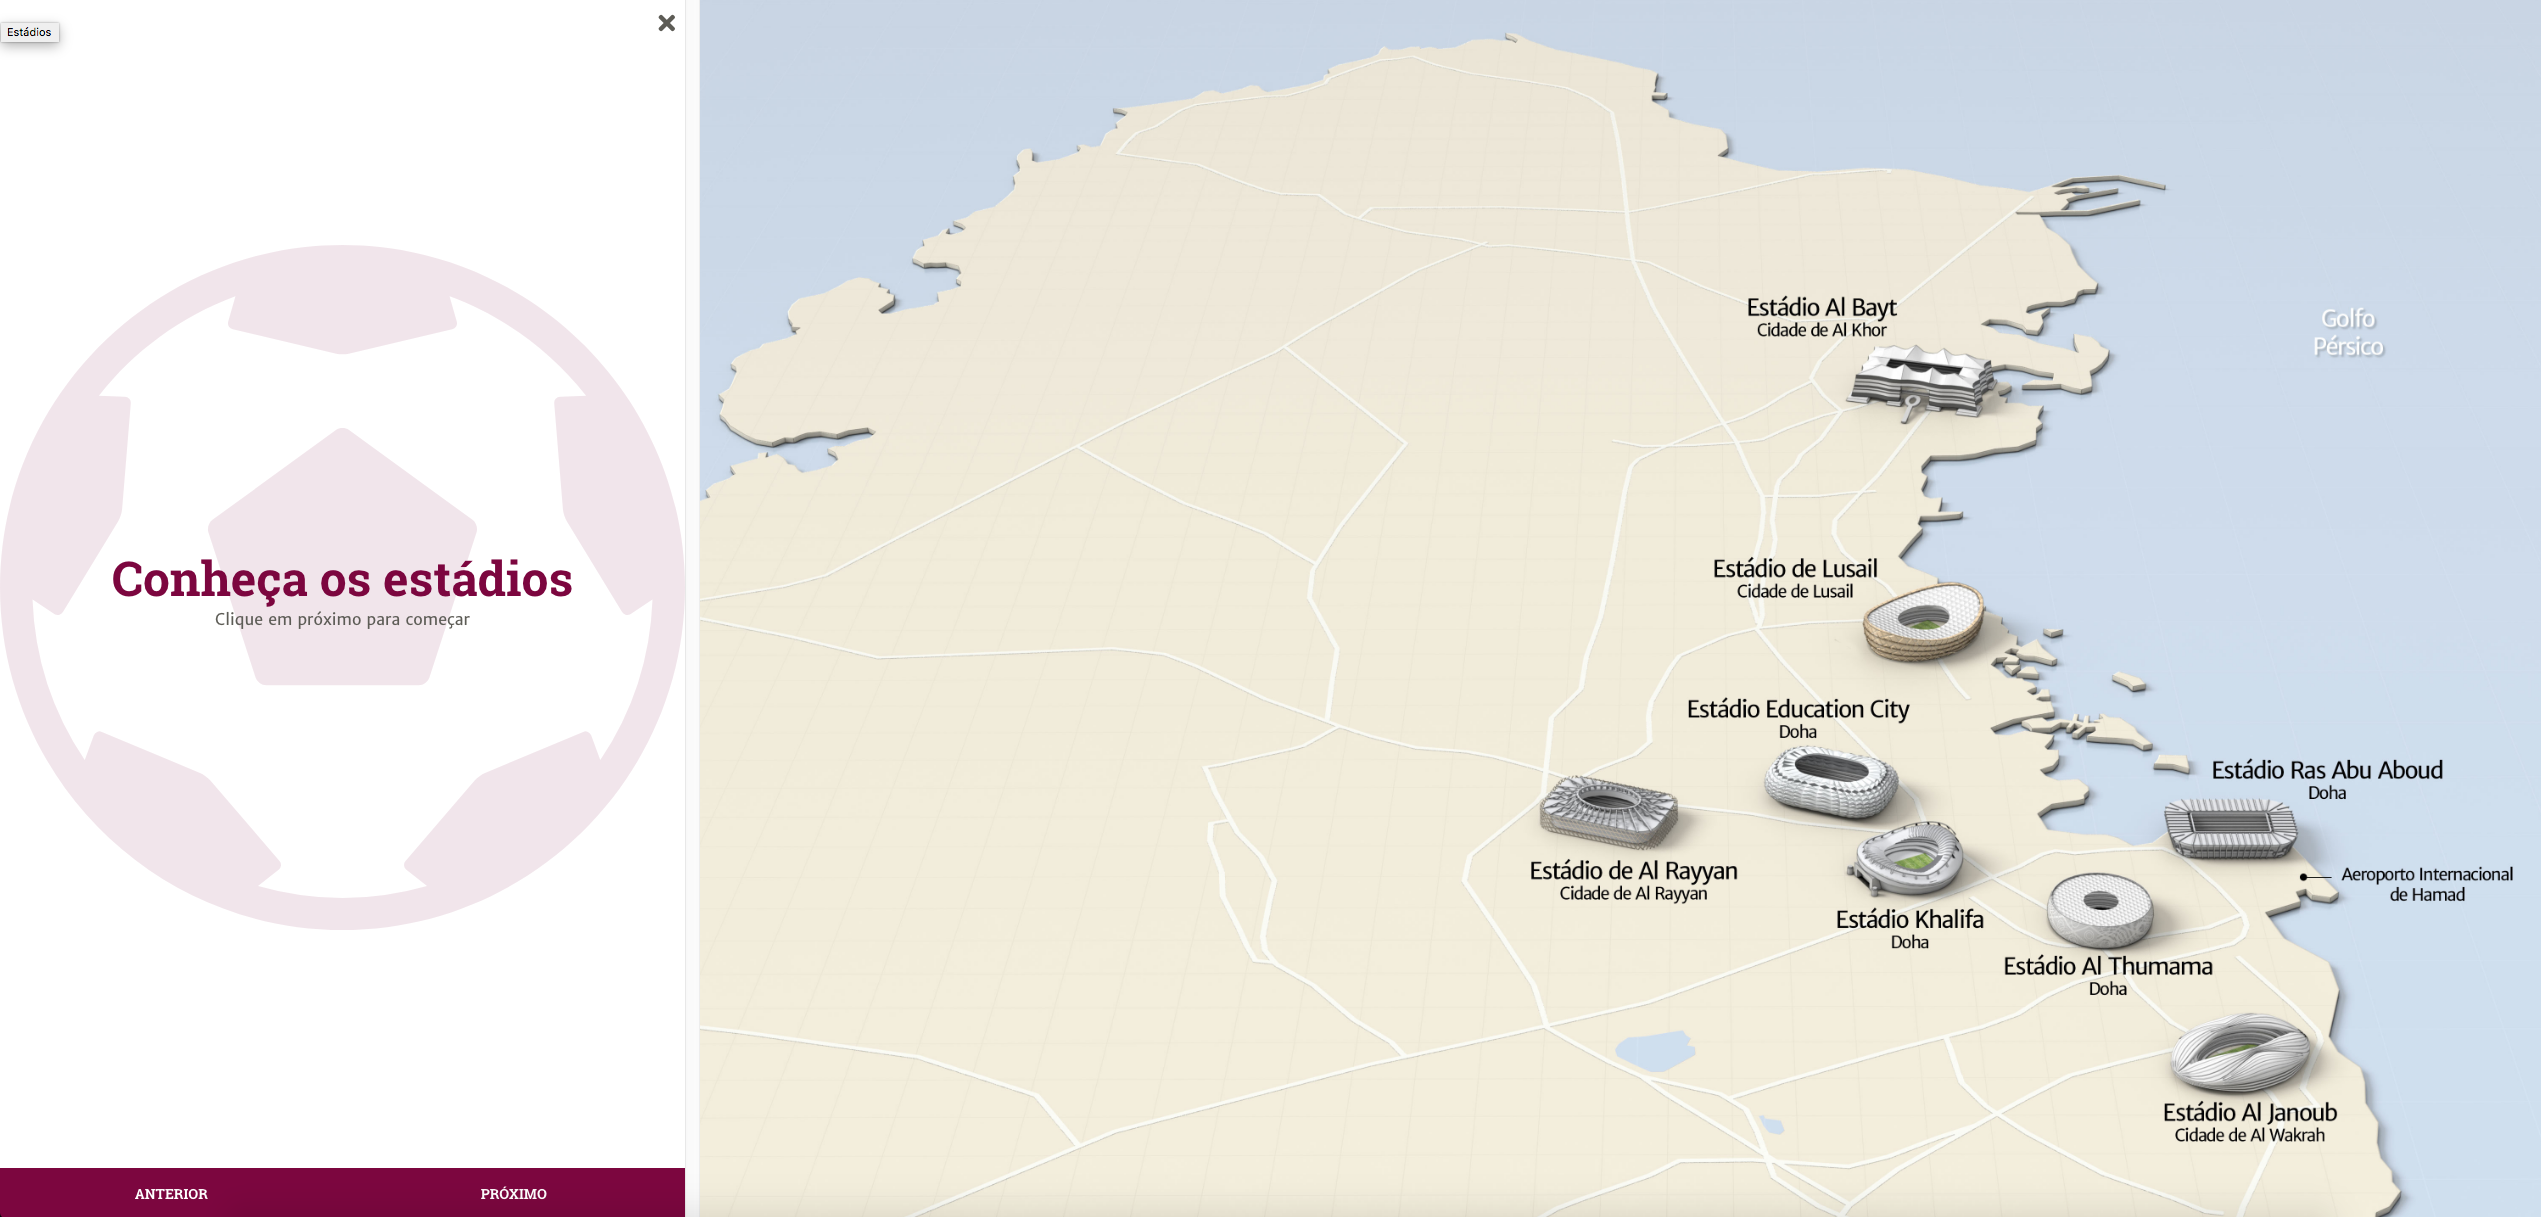 Estádios
Conheça os estádios
Clique em próximo para começar
ANTERIOR
PRÓXIMO
Estádio Al Bayt
Cidade de Al Khor
Golfo
Pérsico
Estádio de Lusail
Cidade de Lusail
Estádio Education City
Doha
Estádio Ras Abu Aboud
Doha
Estádio de Al Rayyan
Cidade de Al Rayyan
Aeroporto Internacional
de Hamad
Estádio Khalifa
Doha
Estádio Al Thumama
Doha
Estádio Al Janoub
Cidade de Al Wakrah